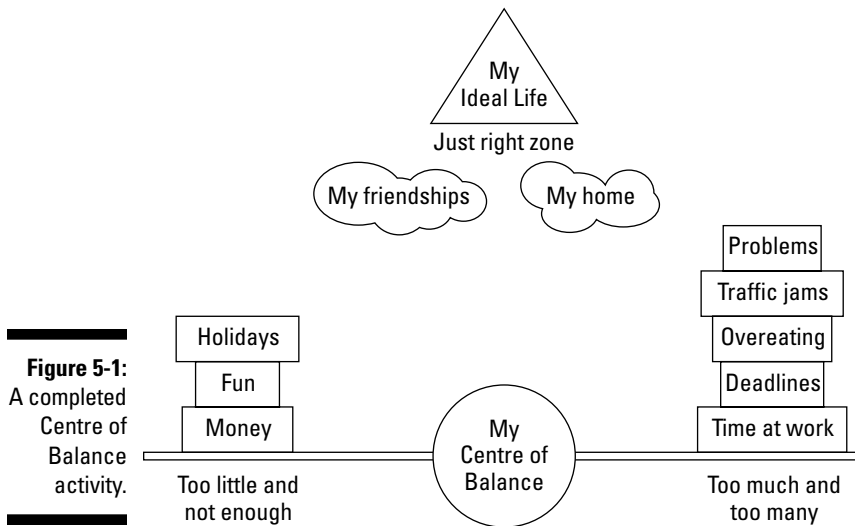 My
Ideal Life
Just right zone
My friendships
My home
Problems
Traffic jams
Overeating
Deadlines
Time at work
Holidays
Fun
Money
Figure 5-1:
A completed
Centre of
Balance
activity.
My
Centre of
Balance
Too little and
not enough
Too much and
too many